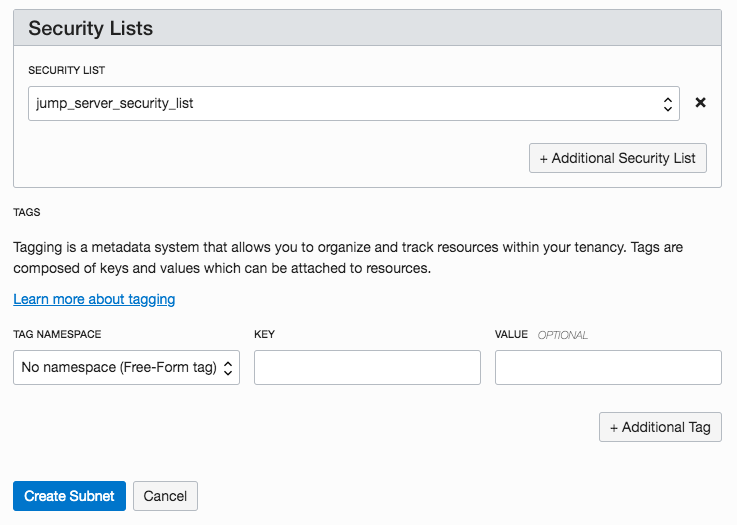 Security Lists
SECURITY LIST
jump_server_security_list
+ Additional Security List
TAGS
Tagging is a metadata system that allows you to organize and track resources within your tenancy. Tags are
composed of keys and values which can be attached to resources.
Learn more about tagging
TAG NAMESPACE KEY VALUE OPTIONAL
No namespace (Free-Form tag)
+ Additional Tag
Create Subnet Cancel